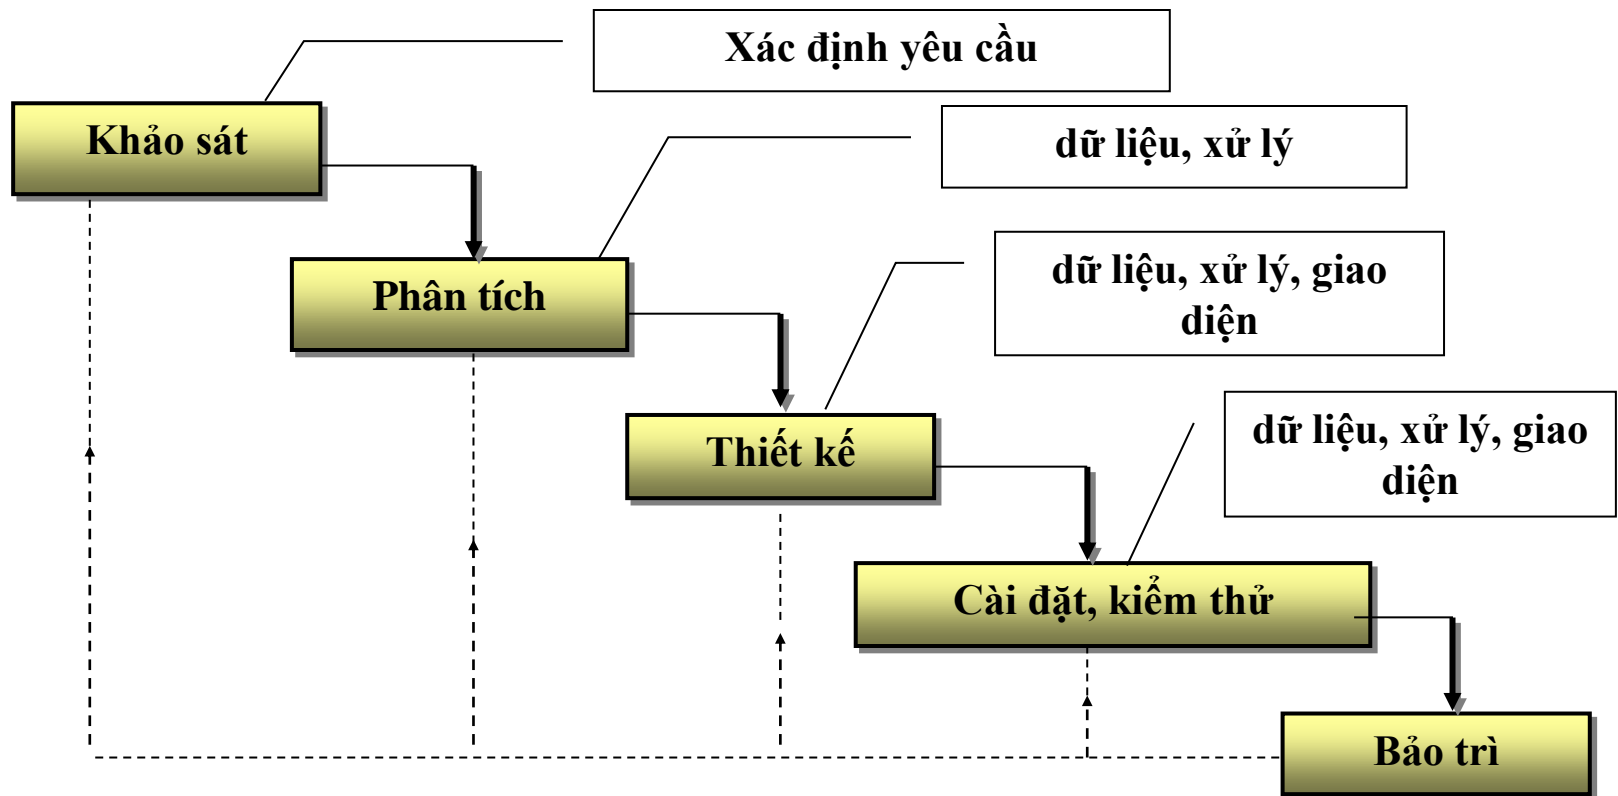 Xác định yêu cầu
Khảo sát
dữ liệu, xử lý
Phân tích
dữ liệu, xử lý, giao
diện
Thiết kế
dữ liệu, xử lý, giao
diện
Cài đặt, kiểm thử
Bảo trì